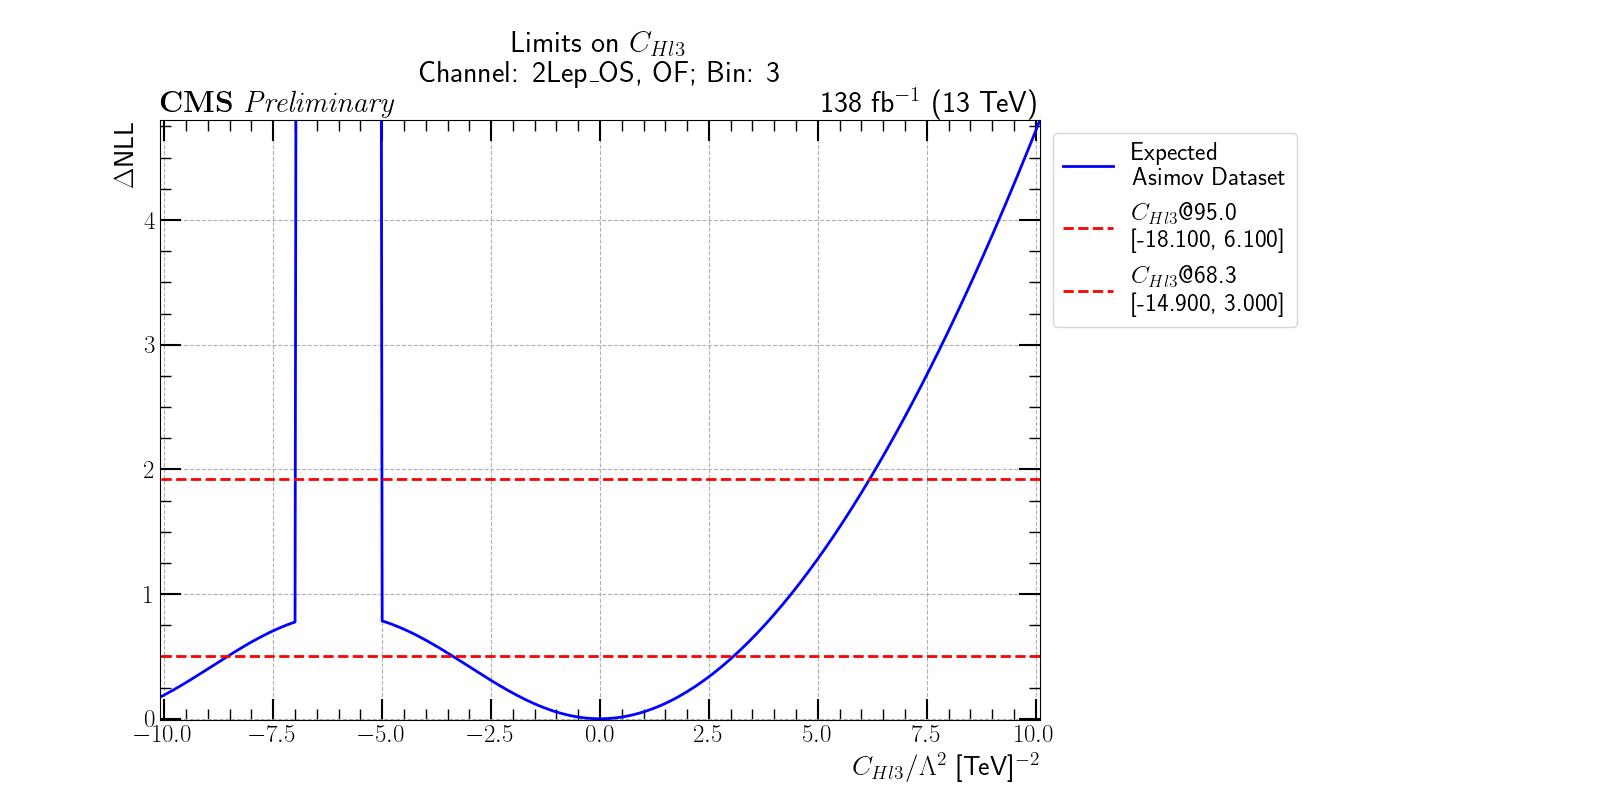 Limits on C_{Hl3}
Channel: 2Lep_OS, OF; Bin: 3
CMS Preliminary
138 fb^{-1} (13 TeV)
ΔNLL
4
3
2
1
0
−10.0 −7.5 −5.0 −2.5 0.0 2.5 5.0 7.5 10.0
C_{Hl3}/Λ^2 [TeV]^{-2}
Expected
Asimov Dataset
C_{Hl3}@95.0
[-18.100, 6.100]
C_{Hl3}@68.3
[-14.900, 3.000]